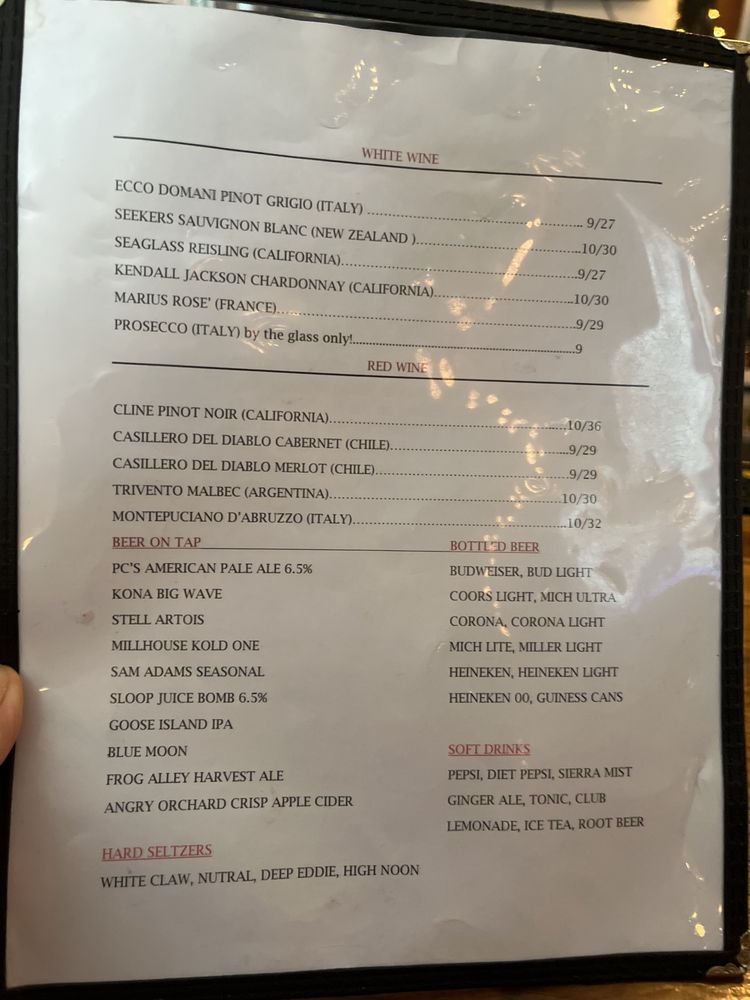 WHITE WINE
ECCO DOMANI PINOT GRIGIO (ITALY) ........................................................ 9/27
SEEKERS SAUVIGNON BLANC (NEW ZEALAND )...........................................10/30
SEAGLASS REISLING (CALIFORNIA)..............................................................9/27
KENDALL JACKSON CHARDONNAY (CALIFORNIA).....................................10/30
MARIUS ROSE' (FRANCE)................................................................................9/29
PROSECCO (ITALY) by the glass only!.................................................................9
RED WINE
CLINE PINOT NOIR (CALIFORNIA)................................................................10/36
CASILLERO DEL DIABLO CABERNET (CHILE)................................................9/29
CASILLERO DEL DIABLO MERLOT (CHILE)....................................................9/29
TRIVENTO MALBEC (ARGENTINA)...............................................................10/30
MONTEPUCIANO D'ABRUZZO (ITALY)..........................................................10/32
BEER ON TAP
PC'S AMERICAN PALE ALE 6.5%
KONA BIG WAVE
STELL ARTOIS
MILLHOUSE KOLD ONE
SAM ADAMS SEASONAL
SLOOP JUICE BOMB 6.5%
GOOSE ISLAND IPA
BLUE MOON
FROG ALLEY HARVEST ALE
ANGRY ORCHARD CRISP APPLE CIDER
BOTTLED BEER
BUDWEISER, BUD LIGHT
COORS LIGHT, MICH ULTRA
CORONA, CORONA LIGHT
MICH LITE, MILLER LIGHT
HEINEKEN, HEINEKEN LIGHT
HEINEKEN 00, GUINESS CANS
SOFT DRINKS
PEPSI, DIET PEPSI, SIERRA MIST
GINGER ALE, TONIC, CLUB
LEMONADE, ICE TEA, ROOT BEER
HARD SELTZERS
WHITE CLAW, NUTRAL, DEEP EDDIE, HIGH NOON